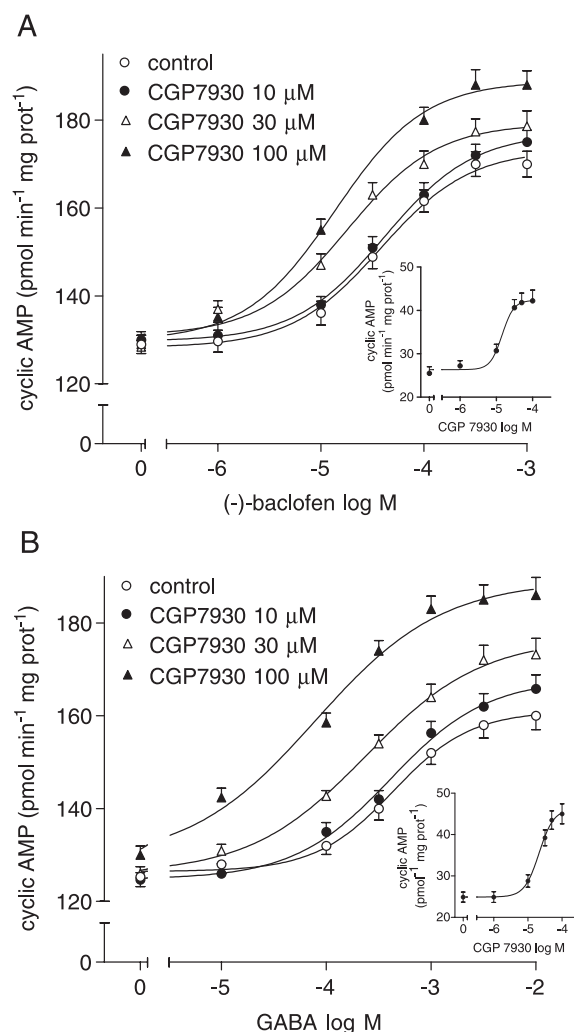 A
control
CGP7930 10 μM
CGP7930 30 μM
CGP7930 100 μM
cyclic AMP (pmol min⁻¹ mg prot⁻¹)
180
160
140
120
0
0 -6 -5 -4 -3
(-)-baclofen log M
cyclic AMP
(pmol min⁻¹ mg prot⁻¹)
50
40
30
20
0 -6 -5 -4
CGP 7930 log M
B
control
CGP7930 10 μM
CGP7930 30 μM
CGP7930 100 μM
cyclic AMP (pmol min⁻¹ mg prot⁻¹)
180
160
140
120
0
0 -5 -4 -3 -2
GABA log M
cyclic AMP
(pmol⁻¹ mg prot⁻¹)
50
40
30
20
0 -6 -5 -4
CGP 7930 log M